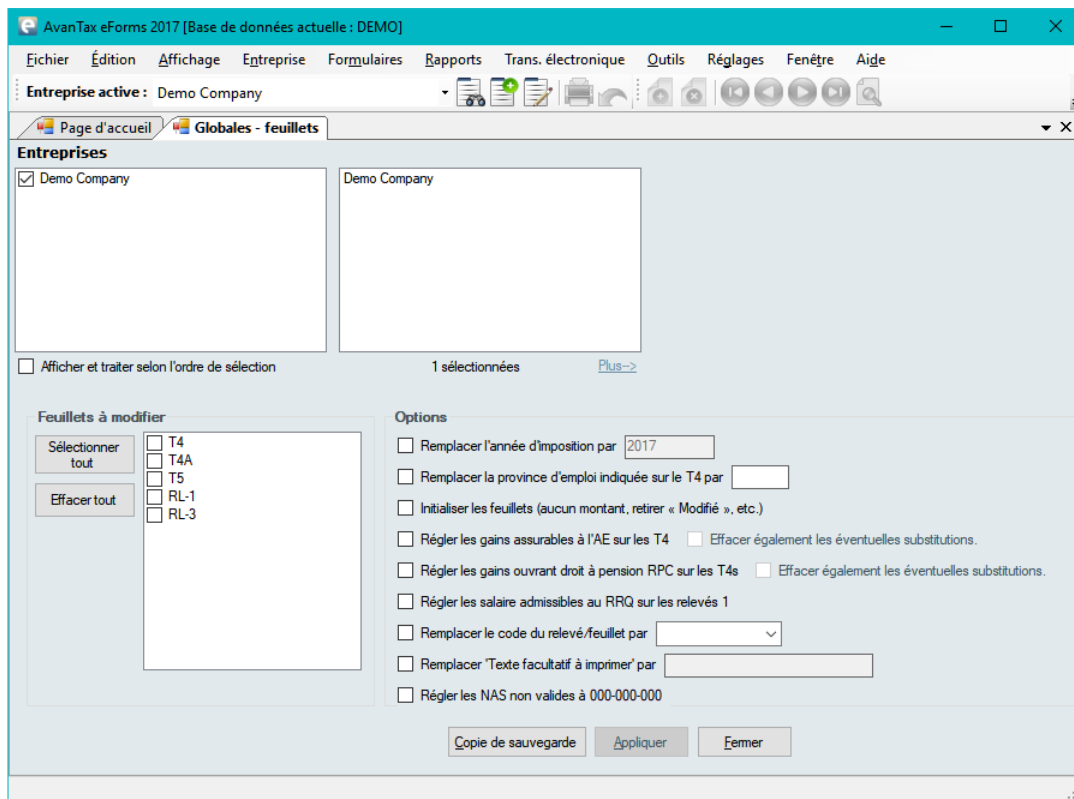 AvanTax eForms 2017 [Base de données actuelle : DEMO]
Fichier Édition Affichage Entreprise Formulaires Rapports Trans. électronique Outils Réglages Fenêtre Aide
Entreprise active : Demo Company
Page d'accueil Globales - feuillets
Entreprises
Demo Company Demo Company
Afficher et traiter selon l'ordre de sélection 1 sélectionnées Plus-->
Feuillets à modifier
Sélectionner tout
Effacer tout
T4
T4A
T5
RL-1
RL-3
Options
Remplacer l'année d'imposition par 2017
Remplacer la province d'emploi indiquée sur le T4 par
Initialiser les feuillets (aucun montant, retirer « Modifié », etc.)
Régler les gains assurables à l'AE sur les T4 Effacer également les éventuelles substitutions.
Régler les gains ouvrant droit à pension RPC sur les T4s Effacer également les éventuelles substitutions.
Régler les salaire admissibles au RRQ sur les relevés 1
Remplacer le code du relevé/feuillet par
Remplacer 'Texte facultatif à imprimer' par
Régler les NAS non valides à 000-000-000
Copie de sauvegarde Appliquer Fermer